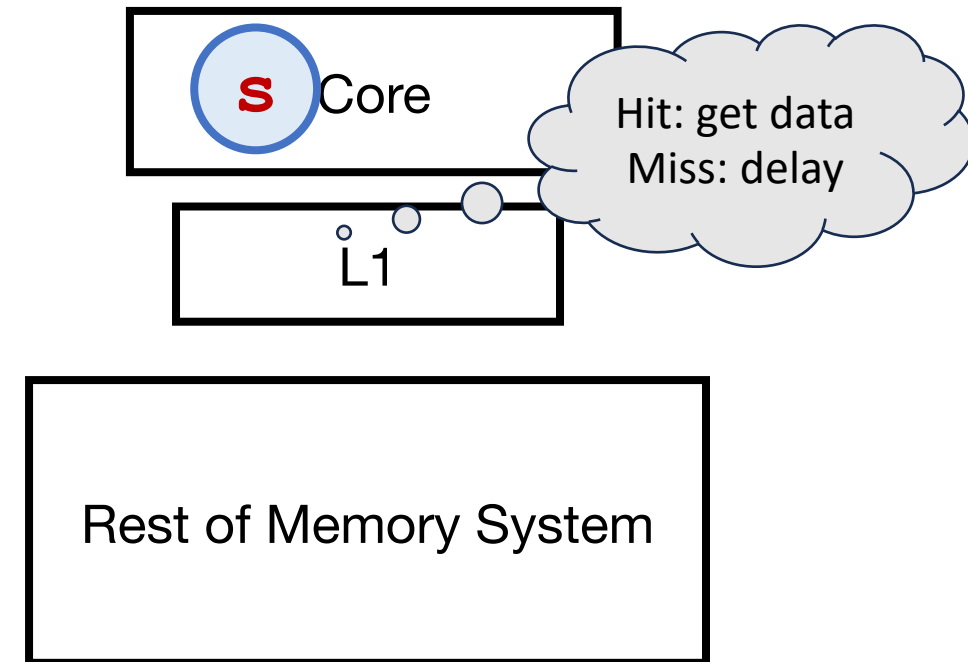 s Core
Hit: get data
Miss: delay
L1
Rest of Memory System